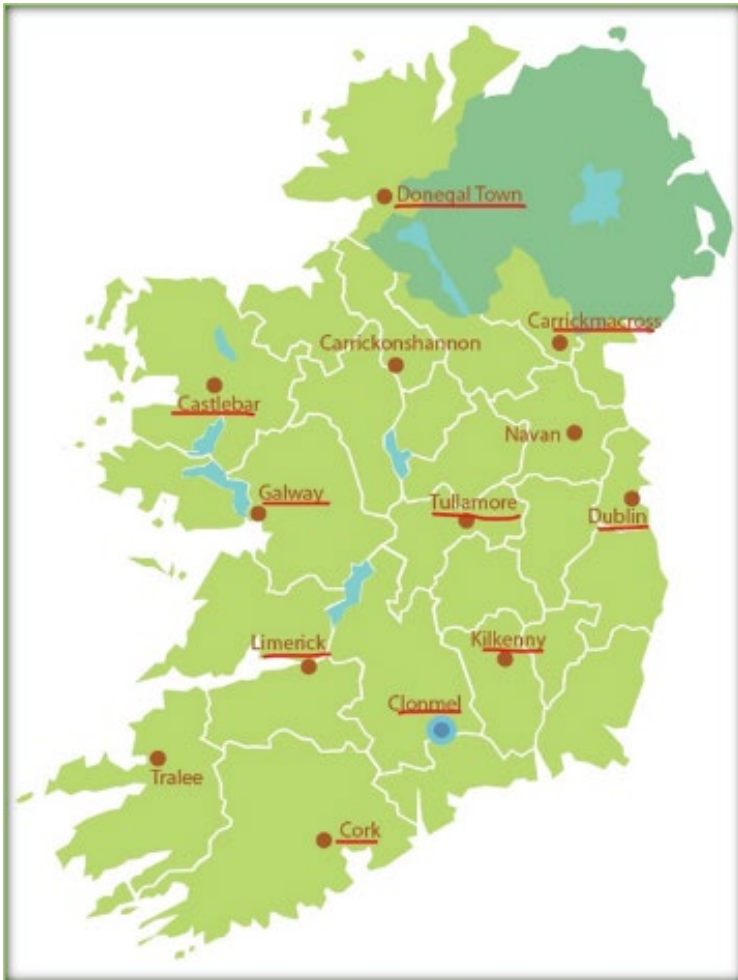 Donegal Town
Carrickmacross
Carrickonshannon
Castlebar
Navan
Galway
Tullamore
Dublin
Limerick
Kilkenny
Clonmel
Tralee
Cork